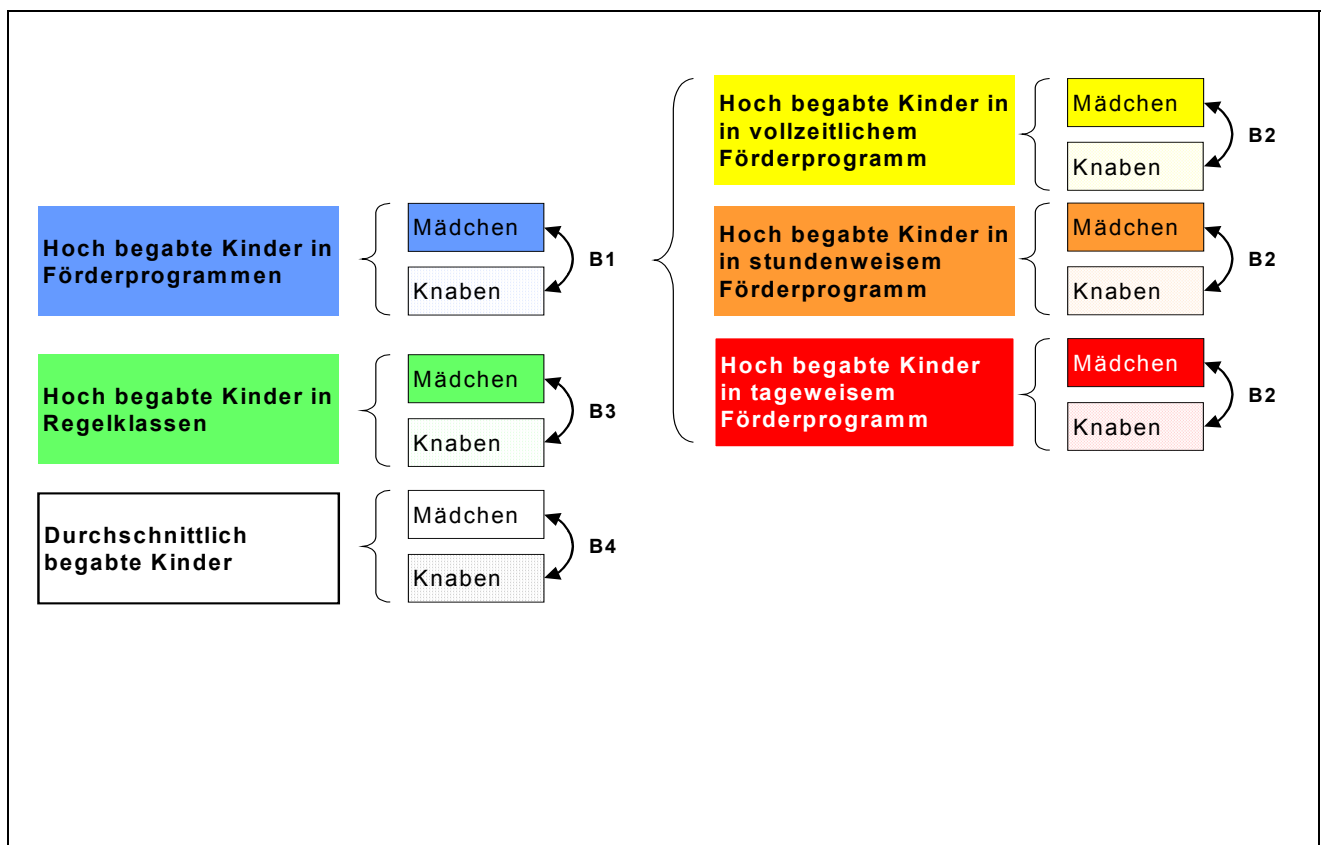 Hoch begabte Kinder in
Förderprogrammen
Mädchen
Knaben
B1
Hoch begabte Kinder in
Regelklassen
Mädchen
Knaben
B3
Durchschnittlich
begabte Kinder
Mädchen
Knaben
B4
Hoch begabte Kinder in
in vollzeitlichem
Förderprogramm
Mädchen
Knaben
B2
Hoch begabte Kinder in
in stundenweisem
Förderprogramm
Mädchen
Knaben
B2
Hoch begabte Kinder
in tageweisem
Förderprogramm
Mädchen
Knaben
B2